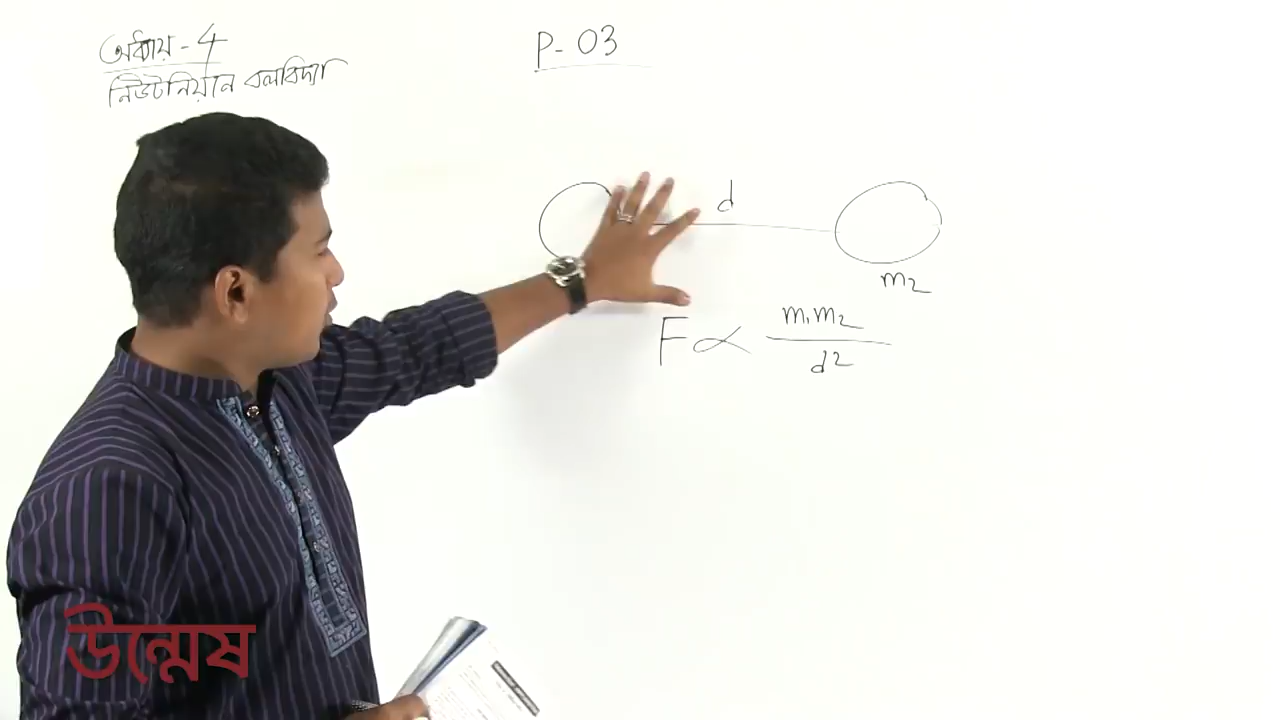 অধ্যায় - 4
নিউটনিয়ান বলবিদ্যা
P- 03
d
m2
F ∝ m1m2 / d2
উন্মেষ